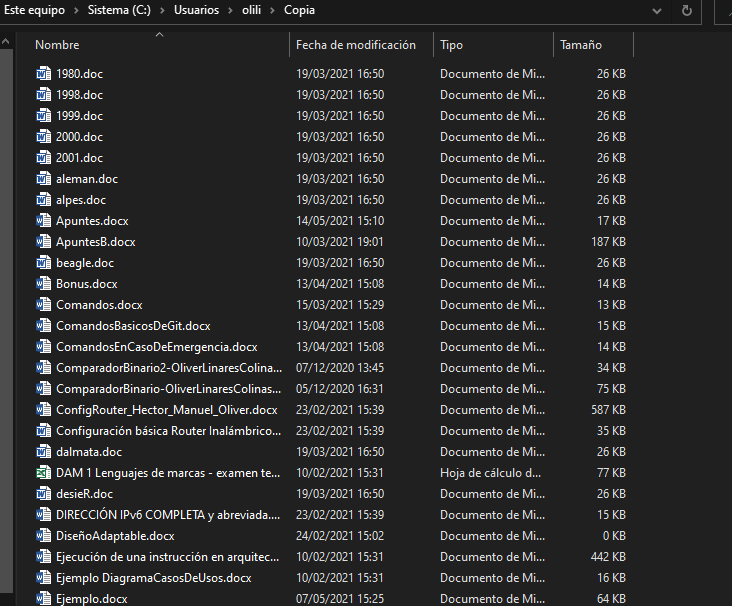 Este equipo > Sistema (C:) > Usuarios > olili > Copia
Nombre Fecha de modificación Tipo Tamaño
1980.doc 19/03/2021 16:50 Documento de Mi... 26 KB
1998.doc 19/03/2021 16:50 Documento de Mi... 26 KB
1999.doc 19/03/2021 16:50 Documento de Mi... 26 KB
2000.doc 19/03/2021 16:50 Documento de Mi... 26 KB
2001.doc 19/03/2021 16:50 Documento de Mi... 26 KB
aleman.doc 19/03/2021 16:50 Documento de Mi... 26 KB
alpes.doc 19/03/2021 16:50 Documento de Mi... 26 KB
Apuntes.docx 14/05/2021 15:10 Documento de Mi... 17 KB
ApuntesB.docx 10/03/2021 19:01 Documento de Mi... 187 KB
beagle.doc 19/03/2021 16:50 Documento de Mi... 26 KB
Bonus.docx 13/04/2021 15:08 Documento de Mi... 14 KB
Comandos.docx 15/03/2021 15:29 Documento de Mi... 13 KB
ComandosBasicosDeGit.docx 13/04/2021 15:08 Documento de Mi... 15 KB
ComandosEnCasoDeEmergencia.docx 13/04/2021 15:08 Documento de Mi... 14 KB
ComparadorBinario2-OliverLinaresColina... 07/12/2020 13:45 Documento de Mi... 34 KB
ComparadorBinario-OliverLinaresColinas... 05/12/2020 16:31 Documento de Mi... 75 KB
ConfigRouter_Hector_Manuel_Oliver.docx 23/02/2021 15:39 Documento de Mi... 587 KB
Configuración básica Router Inalámbrico... 23/02/2021 15:39 Documento de Mi... 35 KB
dalmata.doc 19/03/2021 16:50 Documento de Mi... 26 KB
DAM 1 Lenguajes de marcas - examen te... 10/02/2021 15:31 Hoja de cálculo d... 77 KB
desieR.doc 19/03/2021 16:50 Documento de Mi... 26 KB
DIRECCIÓN IPv6 COMPLETA y abreviada.... 23/02/2021 15:39 Documento de Mi... 15 KB
DiseñoAdaptable.docx 24/02/2021 15:02 Documento de Mi... 0 KB
Ejecución de una instrucción en arquitec... 10/02/2021 15:31 Documento de Mi... 442 KB
Ejemplo DiagramaCasosDeUsos.docx 10/02/2021 15:31 Documento de Mi... 16 KB
Ejemplo.docx 07/05/2021 15:25 Documento de Mi... 64 KB